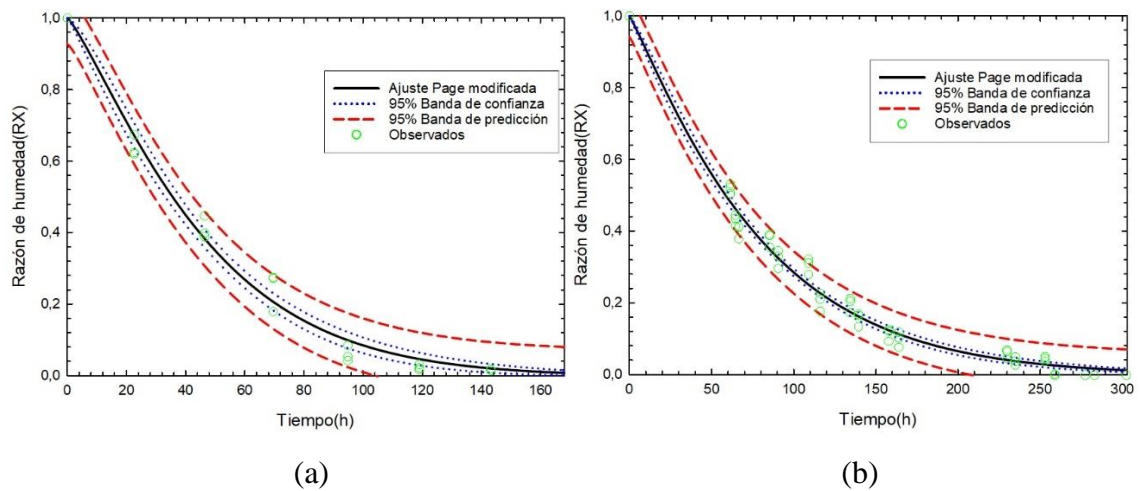 1,0
0,8
0,6
0,4
0,2
0,0
Razón de humedad(RX)
Ajuste Page modificada
95% Banda de confianza
95% Banda de predicción
Observados
0 20 40 60 80 100 120 140 160
Tiempo(h)
(a)
1,0
0,8
0,6
0,4
0,2
0,0
Razón de humedad(RX)
Ajuste Page modificada
95% Banda de confianza
95% Banda de predicción
Observados
0 50 100 150 200 250 300
Tiempo(h)
(b)